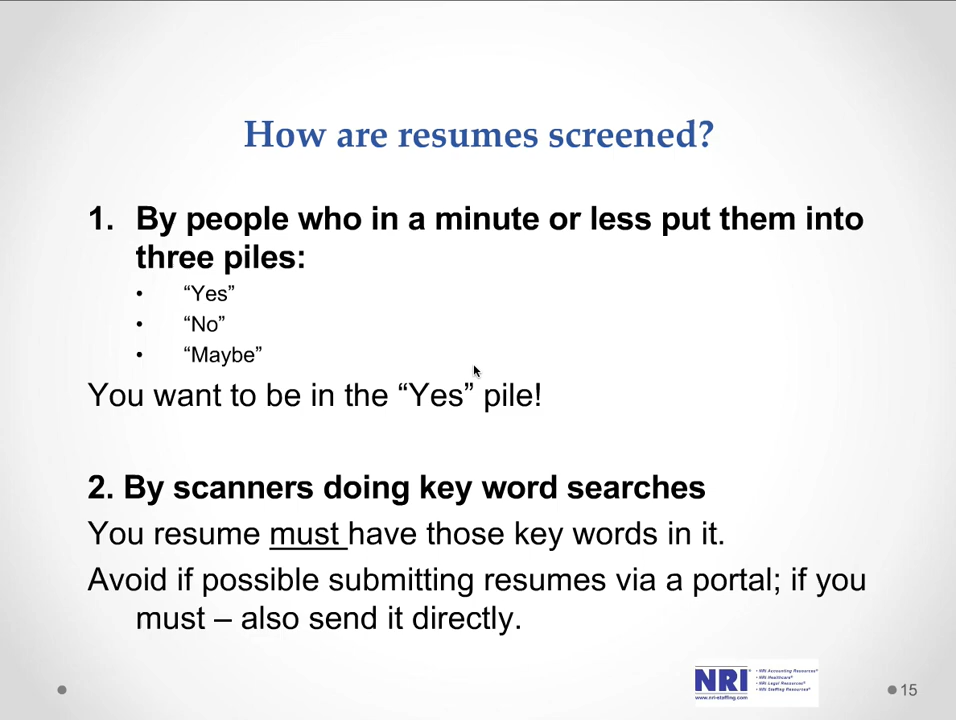 How are resumes screened?
1. By people who in a minute or less put them into
three piles:
• “Yes”
• “No”
• “Maybe”
You want to be in the “Yes” pile!
2. By scanners doing key word searches
You resume must have those key words in it.
Avoid if possible submitting resumes via a portal; if you
must – also send it directly.
NRI®
• NRI Accounting Resources®
• NRI Healthcare®
• NRI Legal Resources®
• NRI Staffing Resources®
www.nri-staffing.com
15